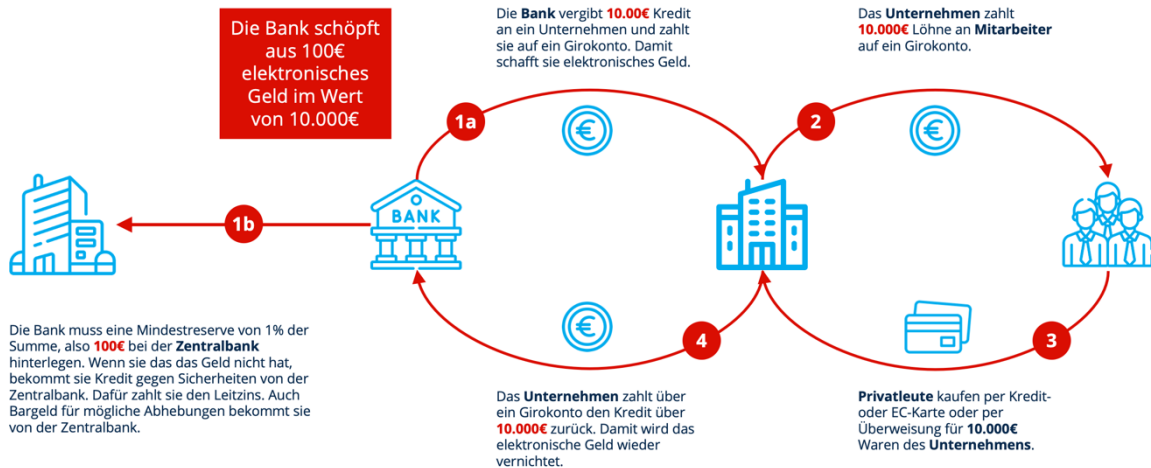 Die Bank schöpft
aus 100€
elektronisches
Geld im Wert
von 10.000€
Die Bank vergibt 10.00€ Kredit
an ein Unternehmen und zahlt
sie auf ein Girokonto. Damit
schafft sie elektronisches Geld.
Das Unternehmen zahlt
10.000€ Löhne an Mitarbeiter
auf ein Girokonto.
1a
2
BANK
1b
4
3
Die Bank muss eine Mindestreserve von 1% der
Summe, also 100€ bei der Zentralbank
hinterlegen. Wenn sie das das Geld nicht hat,
bekommt sie Kredit gegen Sicherheiten von der
Zentralbank. Dafür zahlt sie den Leitzins. Auch
Bargeld für mögliche Abhebungen bekommt sie
von der Zentralbank.
Das Unternehmen zahlt über
ein Girokonto den Kredit über
10.000€ zurück. Damit wird das
elektronische Geld wieder
vernichtet.
Privatleute kaufen per Kredit-
oder EC-Karte oder per
Überweisung für 10.000€
Waren des Unternehmens.